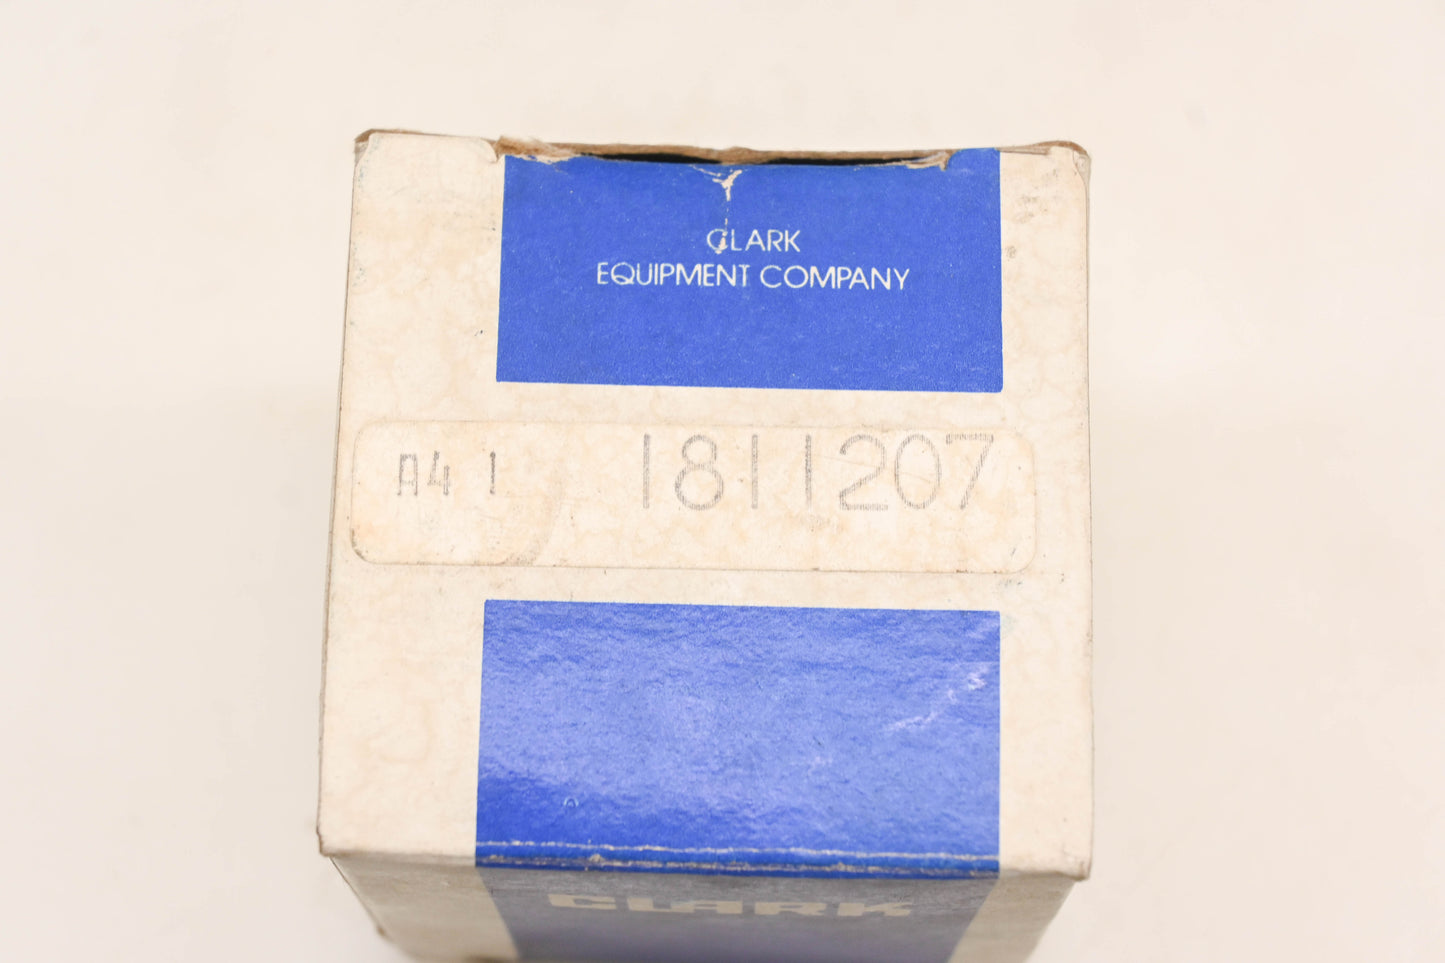 CLARK
EQUIPMENT COMPANY
A4 1 1811207
CLARK